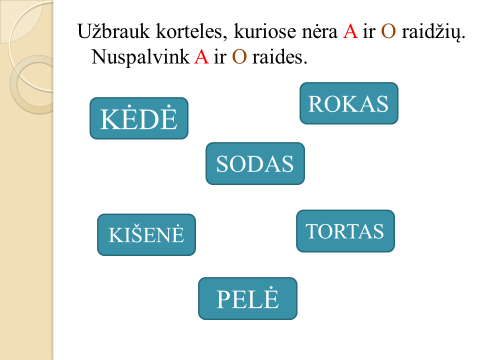 Užbrauk korteles, kuriose nėra A ir O raidžių.
Nuspalvink A ir O raides.
KĖDĖ
ROKAS
SODAS
KIŠENĖ
TORTAS
PELĖ